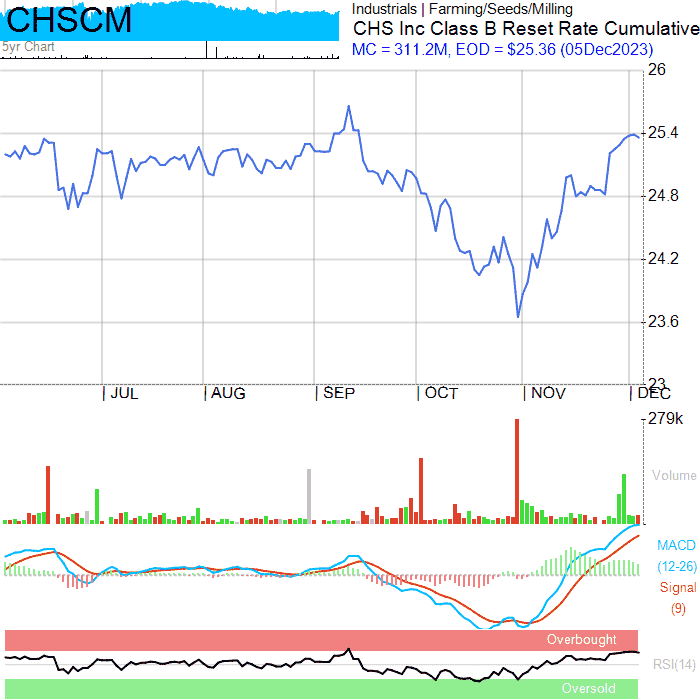 CHSCM
5yr Chart
Industrials | Farming/Seeds/Milling
CHS Inc Class B Reset Rate Cumulative
MC = 311.2M, EOD = $25.36 (05Dec2023)
26
25.4
24.8
24.2
23.6
23
JUL
AUG
SEP
OCT
NOV
DEC
279k
Volume
MACD
(12-26)
Signal
(9)
Overbought
RSI(14)
Oversold